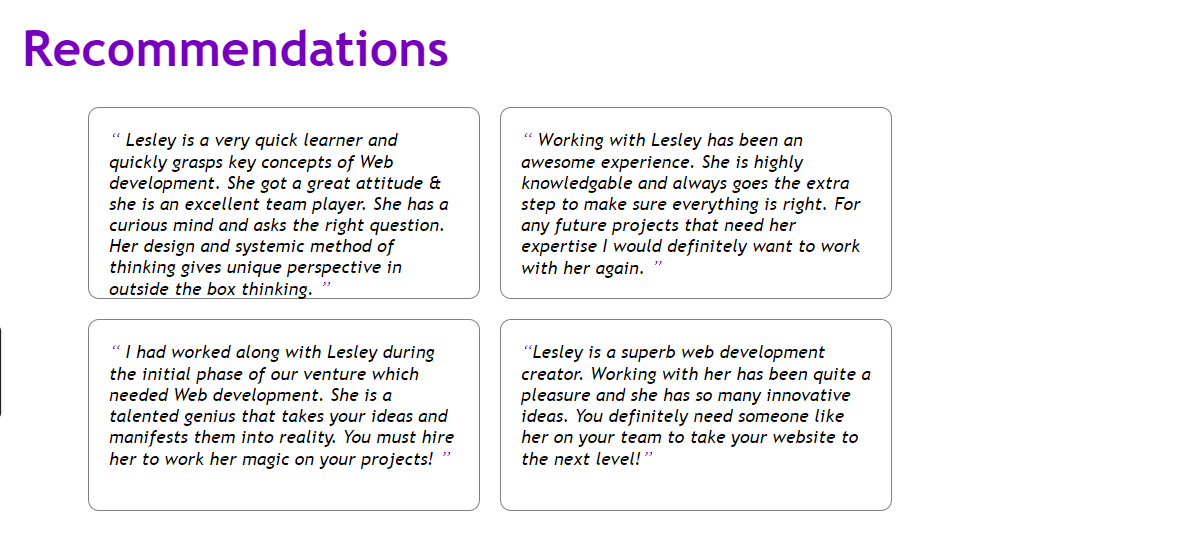 Recommendations
“ Lesley is a very quick learner and
quickly grasps key concepts of Web
development. She got a great attitude &
she is an excellent team player. She has a
curious mind and asks the right question.
Her design and systemic method of
thinking gives unique perspective in
outside the box thinking. ”
“ Working with Lesley has been an
awesome experience. She is highly
knowledgable and always goes the extra
step to make sure everything is right. For
any future projects that need her
expertise I would definitely want to work
with her again. ”
“ I had worked along with Lesley during
the initial phase of our venture which
needed Web development. She is a
talented genius that takes your ideas and
manifests them into reality. You must hire
her to work her magic on your projects! ”
“Lesley is a superb web development
creator. Working with her has been quite a
pleasure and she has so many innovative
ideas. You definitely need someone like
her on your team to take your website to
the next level!”